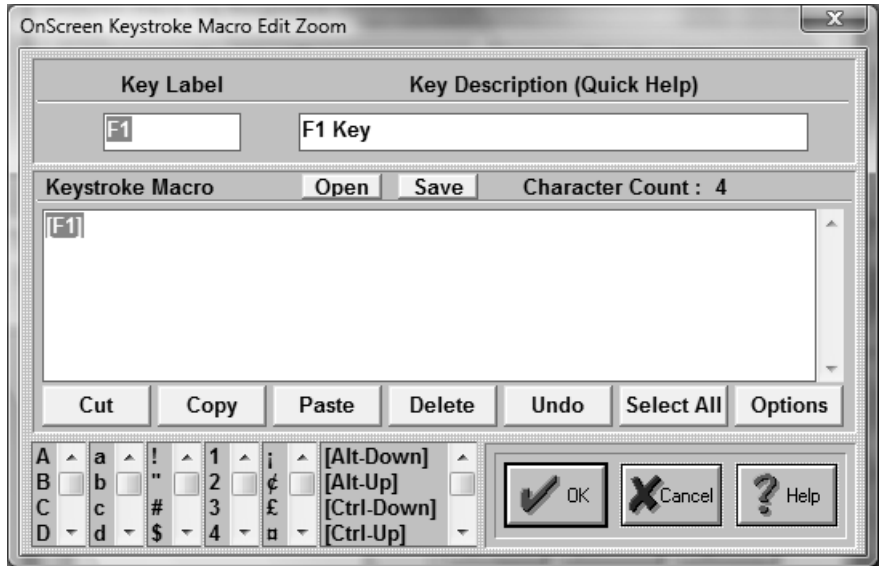 OnScreen Keystroke Macro Edit Zoom
Key Label Key Description (Quick Help)
F1 F1 Key
Keystroke Macro Open Save Character Count : 4
[F1]
Cut Copy Paste Delete Undo Select All Options
A a ! 1 ¡ [Alt-Down]
B b " 2 ¢ [Alt-Up]
C c # 3 £ [Ctrl-Down]
D d $ 4 ¤ [Ctrl-Up]
OK Cancel Help